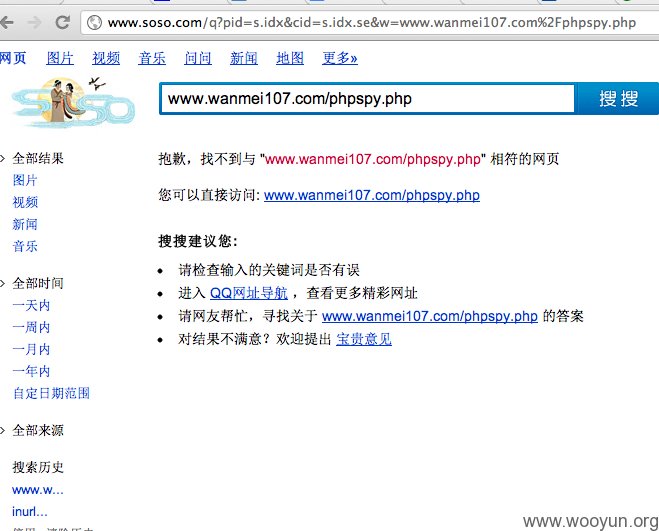 www.soso.com/q?pid=s.idx&cid=s.idx.se&w=www.wanmei107.com%2Fphpspy.php
网页 图片 视频 音乐 问问 新闻 地图 更多»
SOSO
www.wanmei107.com/phpspy.php 搜搜
全部结果
图片
视频
新闻
音乐
全部时间
一天内
一周内
一月内
一年内
自定日期范围
全部来源
搜索历史
www.w...
inurl...
抱歉，找不到与 "www.wanmei107.com/phpspy.php" 相符的网页
您可以直接访问: www.wanmei107.com/phpspy.php
搜搜建议您:
• 请检查输入的关键词是否有误
• 进入 QQ网址导航 ，查看更多精彩网址
• 请网友帮忙，寻找关于 www.wanmei107.com/phpspy.php 的答案
• 对结果不满意？欢迎提出 宝贵意见
www.wooyun.org